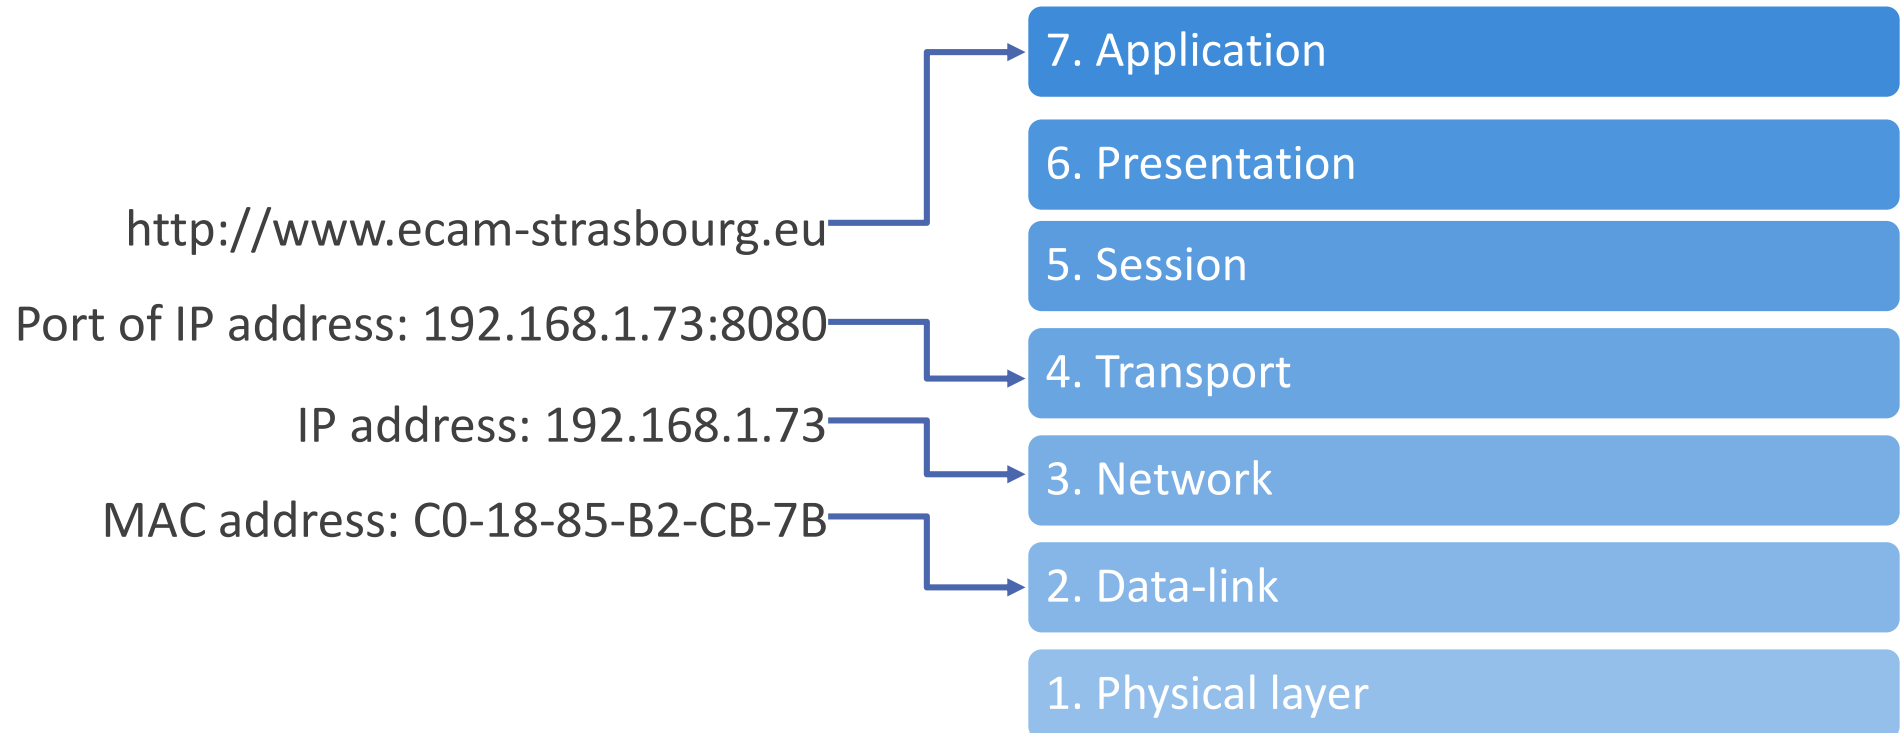 7. Application
6. Presentation
http://www.ecam-strasbourg.eu
5. Session
Port of IP address: 192.168.1.73:8080
4. Transport
IP address: 192.168.1.73
3. Network
MAC address: C0-18-85-B2-CB-7B
2. Data-link
1. Physical layer